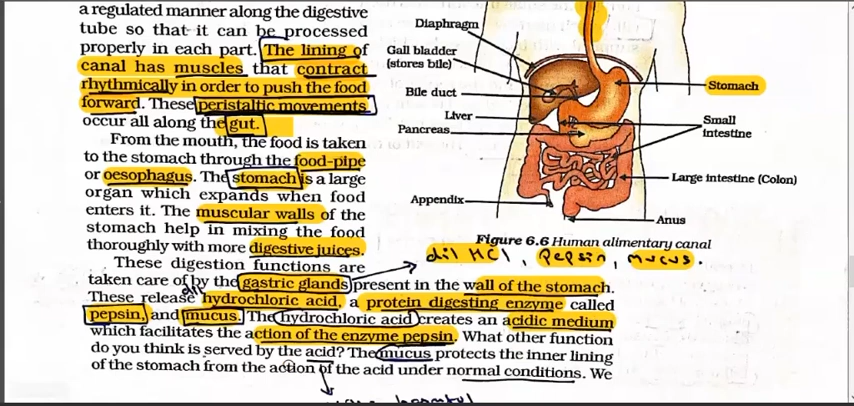 a regulated manner along the digestive
tube so that it can be processed
properly in each part. The lining of
canal has muscles that contract
rhythmically in order to push the food
forward. These peristaltic movements
occur all along the gut.
From the mouth, the food is taken
to the stomach through the food-pipe
or oesophagus. The stomach is a large
organ which expands when food
enters it. The muscular walls of the
stomach help in mixing the food
thoroughly with more digestive juices.
Diaphragm
Gall bladder
(stores bile)
Bile duct
Liver
Pancreas
Appendix
Stomach
Small
intestine
Large intestine (Colon)
Anus
Figure 6.6 Human alimentary canal
dil HCl, Pepsin, mucus.
These digestion functions are
taken care of by the gastric glands present in the wall of the stomach.
dil
These release hydrochloric acid, a protein digesting enzyme called
pepsin, and mucus. The hydrochloric acid creates an acidic medium
which facilitates the action of the enzyme pepsin. What other function
do you think is served by the acid? The mucus protects the inner lining
of the stomach from the action of the acid under normal conditions. We